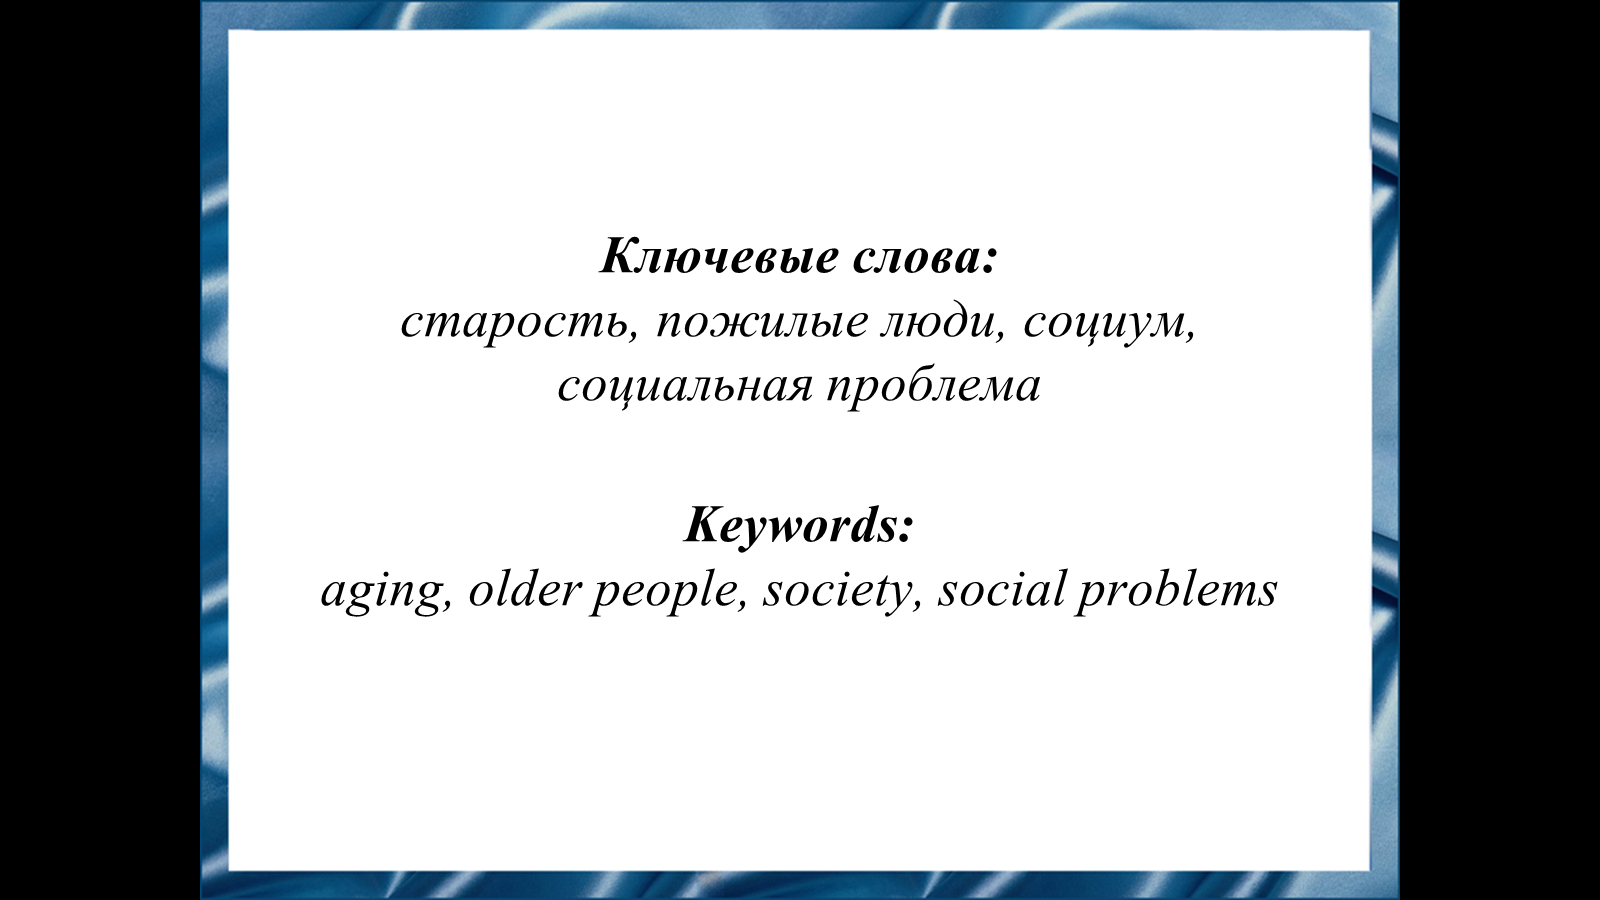 Ключевые слова:
старость, пожилые люди, социум,
социальная проблема
Keywords:
aging, older people, society, social problems